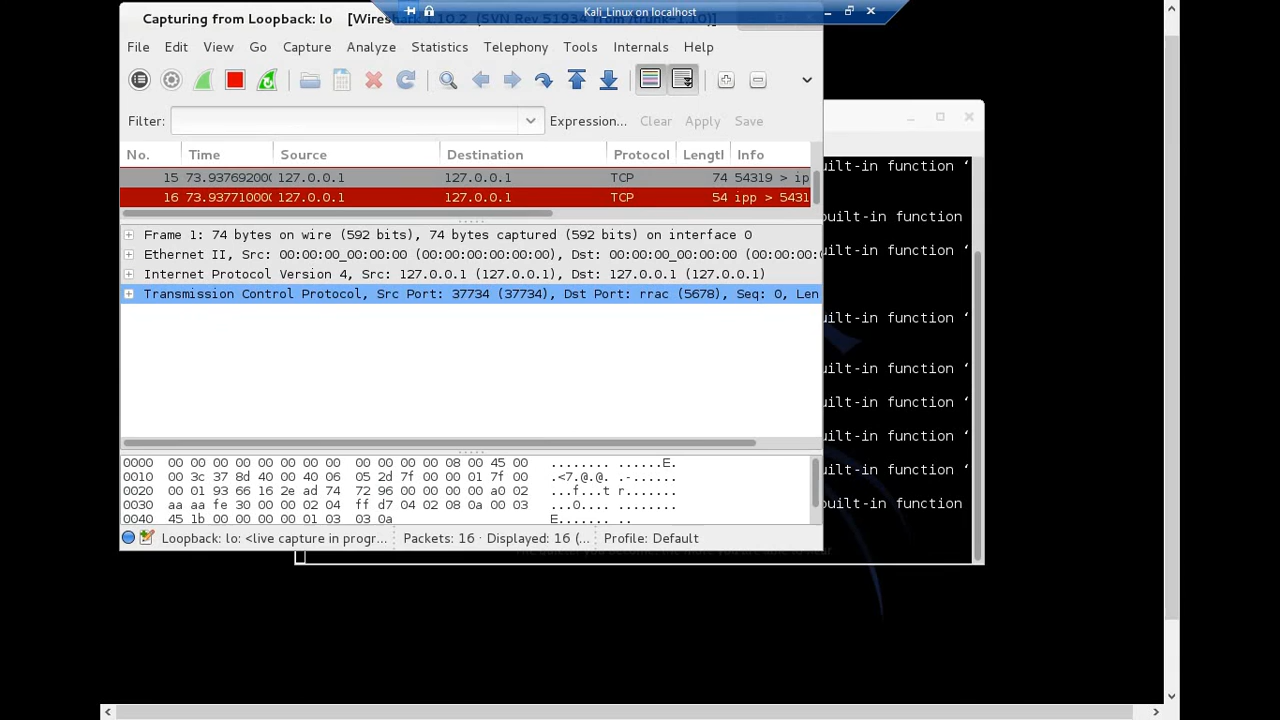 Kali_Linux on localhost
Capturing from Loopback: lo [Wireshark 1.10.2 (SVN Rev 51934 from /trunk-1.10)]
File Edit View Go Capture Analyze Statistics Telephony Tools Internals Help
Filter: Expression... Clear Apply Save
No. Time Source Destination Protocol Lengtl Info
15 73.937692000 127.0.0.1 127.0.0.1 TCP 74 54319 > ip
16 73.937710000 127.0.0.1 127.0.0.1 TCP 54 ipp > 5431
Frame 1: 74 bytes on wire (592 bits), 74 bytes captured (592 bits) on interface 0
Ethernet II, Src: 00:00:00_00:00:00 (00:00:00:00:00:00), Dst: 00:00:00_00:00:00 (00:00:00:0
Internet Protocol Version 4, Src: 127.0.0.1 (127.0.0.1), Dst: 127.0.0.1 (127.0.0.1)
Transmission Control Protocol, Src Port: 37734 (37734), Dst Port: rrac (5678), Seq: 0, Len
0000 00 00 00 00 00 00 00 00 00 00 00 00 08 00 45 00 ........ ......E.
0010 00 3c 37 8d 40 00 40 06 05 2d 7f 00 00 01 7f 00 .<7.@.@. .-......
0020 00 01 93 66 16 2e ad 74 72 96 00 00 00 00 a0 02 ...f...t r.......
0030 aa aa fe 30 00 00 02 04 ff d7 04 02 08 0a 00 03 ...0.... ........
0040 45 1b 00 00 00 00 01 03 03 0a E....... ..
Loopback: lo: <live capture in progr... Packets: 16 · Displayed: 16 (... Profile: Default
uilt-in function ‘
built-in function
uilt-in function ‘
uilt-in function ‘
uilt-in function ‘
uilt-in function ‘
uilt-in function ‘
uilt-in function ‘
built-in function